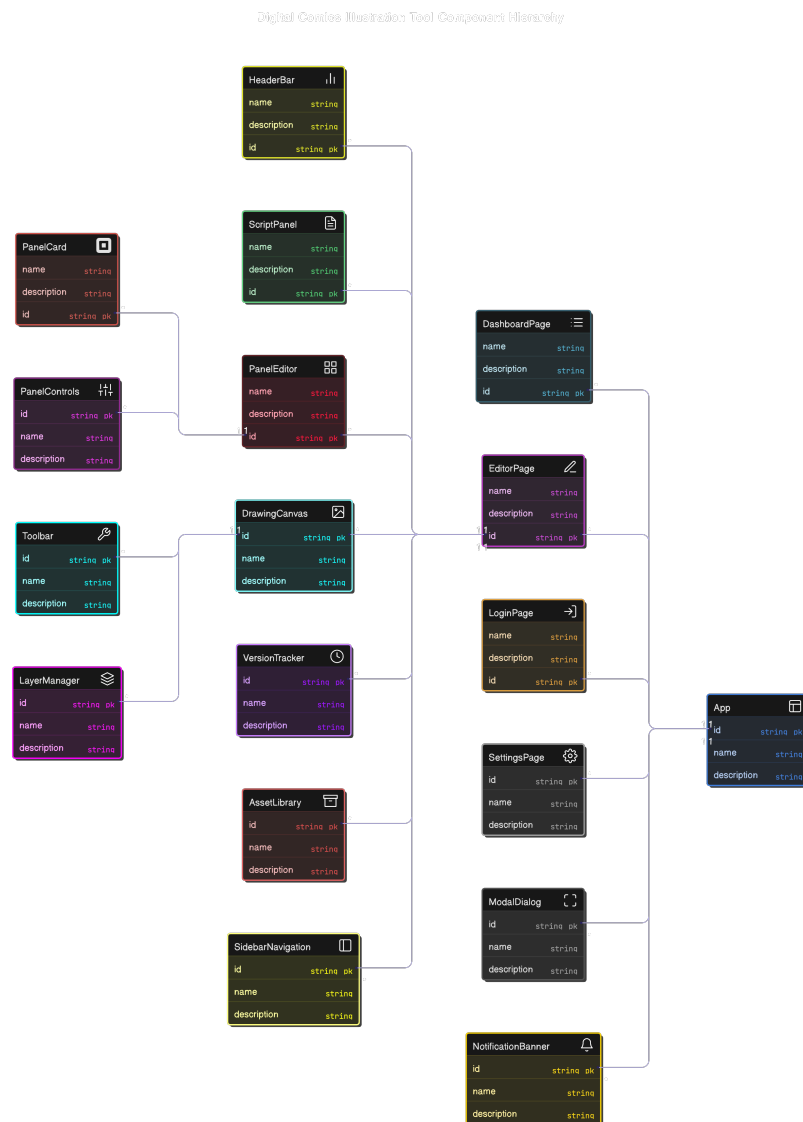 Digital Comics Illustration Tool Component Hierarchy
HeaderBar
name string
description string
id string pk
ScriptPanel
name string
description string
id string pk
PanelCard
name string
description string
id string pk
DashboardPage
name string
description string
id string pk
PanelEditor
name string
description string
1
id string pk
PanelControls
id string pk
name string
description string
EditorPage
name string
description string
1
id string pk
1
DrawingCanvas
1
id string pk
name string
description string
Toolbar
id string pk
name string
description string
LoginPage
name string
description string
id string pk
VersionTracker
id string pk
name string
description string
LayerManager
id string pk
name string
description string
App
1
id string pk
1
name string
description string
SettingsPage
id string pk
name string
description string
AssetLibrary
id string pk
name string
description string
ModalDialog
id string pk
name string
description string
SidebarNavigation
id string pk
name string
description string
NotificationBanner
id string pk
name string
description string